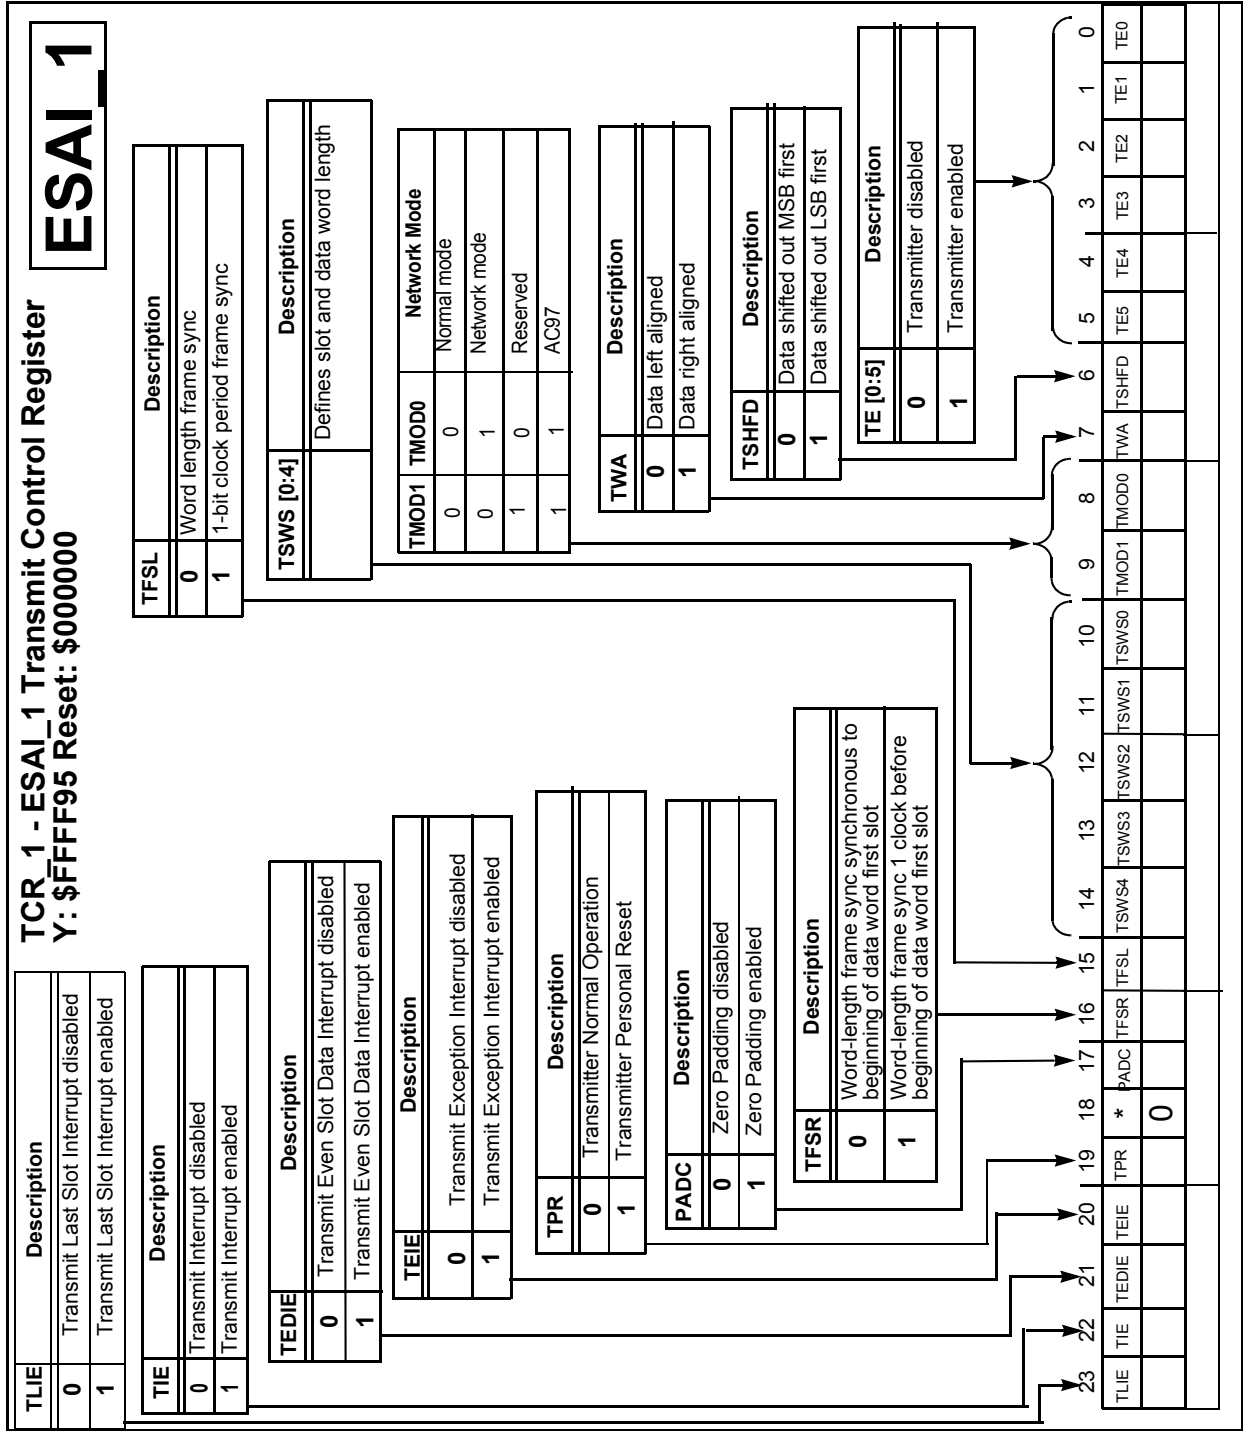 TCR_1 - ESAI_1 Transmit Control Register
Y: $FFFF95 Reset: $000000
ESAI_1
TLIE Description
0 Transmit Last Slot Interrupt disabled
1 Transmit Last Slot Interrupt enabled
TIE Description
0 Transmit Interrupt disabled
1 Transmit Interrupt enabled
TEDIE Description
0 Transmit Even Slot Data Interrupt disabled
1 Transmit Even Slot Data Interrupt enabled
TEIE Description
0 Transmit Exception Interrupt disabled
1 Transmit Exception Interrupt enabled
TPR Description
0 Transmitter Normal Operation
1 Transmitter Personal Reset
PADC Description
0 Zero Padding disabled
1 Zero Padding enabled
TFSR Description
0 Word-length frame sync synchronous to
beginning of data word first slot
1 Word-length frame sync 1 clock before
beginning of data word first slot
TFSL Description
0 Word length frame sync
1 1-bit clock period frame sync
TSWS [0:4] Description
Defines slot and data word length
TMOD1 TMOD0 Network Mode
0 0 Normal mode
0 1 Network mode
1 0 Reserved
1 1 AC97
TWA Description
0 Data left aligned
1 Data right aligned
TSHFD Description
0 Data shifted out MSB first
1 Data shifted out LSB first
TE [0:5] Description
0 Transmitter disabled
1 Transmitter enabled
23 22 21 20 19 18 17 16 15 14 13 12 11 10 9 8 7 6 5 4 3 2 1 0
TLIE TIE TEDIE TEIE TPR * PADC TFSR TFSL TSWS4 TSWS3 TSWS2 TSWS1 TSWS0 TMOD1 TMOD0 TWA TSHFD TE5 TE4 TE3 TE2 TE1 TE0
0